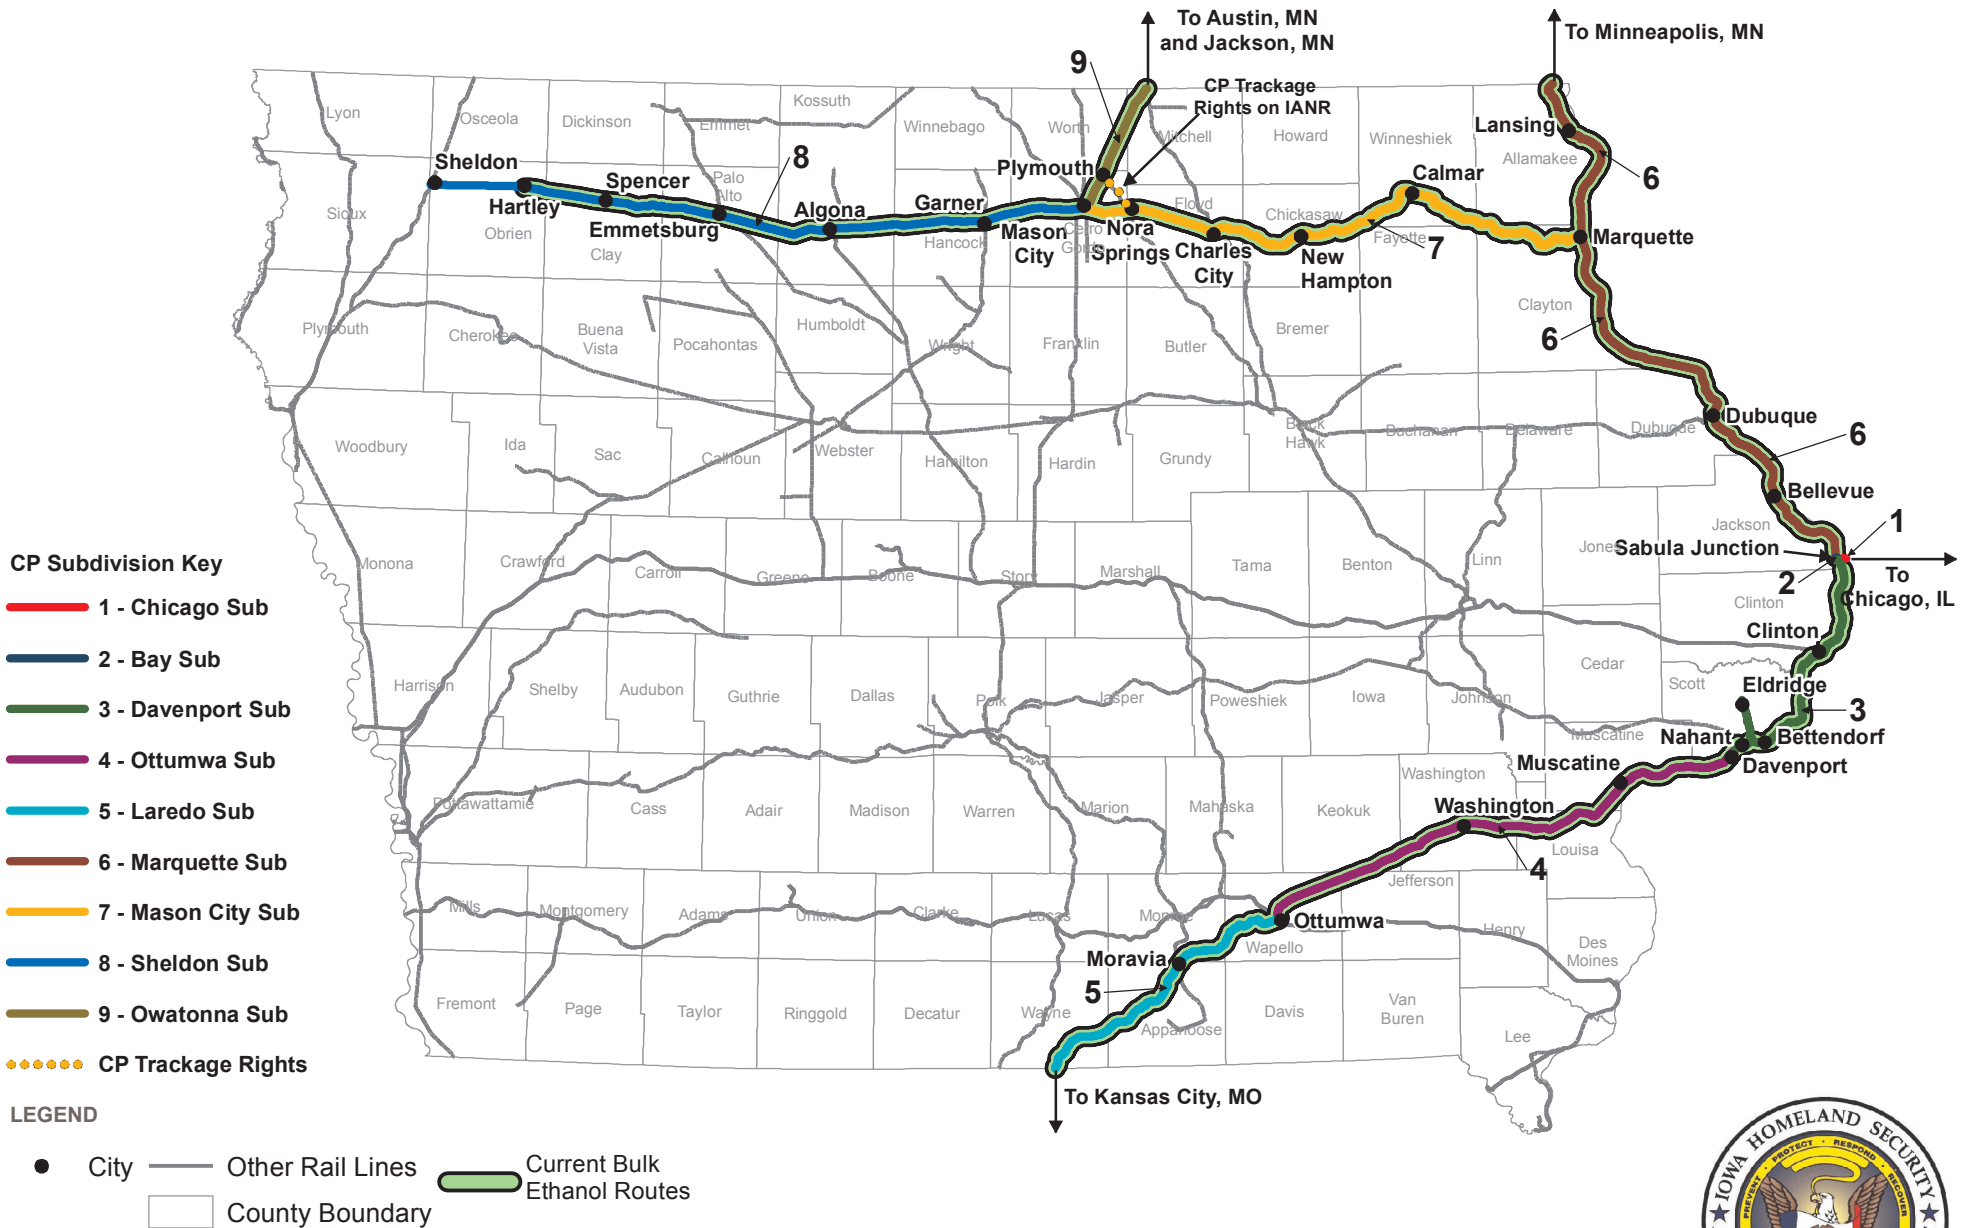 To Austin, MN
and Jackson, MN
To Minneapolis, MN
9
CP Trackage
Rights on IANR
Lyon
Osceola
Dickinson
Emmet
Kossuth
Winnebago
Worth
Mitchell
Howard
Winneshiek
Allamakee
Lansing
6
Sheldon
8
Plymouth
Calmar
Hartley
Spencer
Palo
Alto
Emmetsburg
Algona
Garner
Mason
City
Nora
Springs
Floyd
Charles
City
Chickasaw
New
Hampton
Fayette
7
Marquette
Sioux
Obrien
Clay
Hancock
Cerro
Gordo
Clayton
6
Plymouth
Cherokee
Buena
Vista
Pocahontas
Humboldt
Wright
Franklin
Butler
Bremer
Dubuque
6
Woodbury
Ida
Sac
Calhoun
Webster
Hamilton
Hardin
Grundy
Black
Hawk
Buchanan
Delaware
Dubuque
Bellevue
1
Jackson
Jones
Sabula Junction
2
To
Chicago, IL
Monona
Crawford
Carroll
Greene
Boone
Story
Marshall
Tama
Benton
Linn
Clinton
Clinton
Cedar
Scott
Eldridge
3
Harrison
Shelby
Audubon
Guthrie
Dallas
Polk
Jasper
Poweshiek
Iowa
Johnson
Muscatine
Nahant
Bettendorf
Davenport
Muscatine
Washington
Washington
Pottawattamie
Cass
Adair
Madison
Warren
Marion
Mahaska
Keokuk
Louisa
4
Jefferson
Mills
Montgomery
Adams
Union
Clarke
Lucas
Monroe
Ottumwa
Wapello
Henry
Des
Moines
Moravia
5
Fremont
Page
Taylor
Ringgold
Decatur
Wayne
Appanoose
Davis
Van
Buren
Lee
To Kansas City, MO
CP Subdivision Key
1 - Chicago Sub
2 - Bay Sub
3 - Davenport Sub
4 - Ottumwa Sub
5 - Laredo Sub
6 - Marquette Sub
7 - Mason City Sub
8 - Sheldon Sub
9 - Owatonna Sub
CP Trackage Rights
LEGEND
City
Other Rail Lines
Current Bulk
Ethanol Routes
County Boundary
IOWA HOMELAND SECURITY
PREVENT · PROTECT · RESPOND · RECOVER